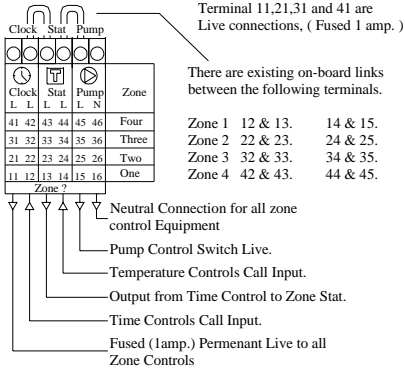 Clock Stat Pump
Terminal 11,21,31 and 41 are
Live connections, ( Fused 1 amp. )
There are existing on-board links
between the following terminals.
Zone 1 12 & 13. 14 & 15.
Zone 2 22 & 23. 24 & 25.
Zone 3 32 & 33. 34 & 35.
Zone 4 42 & 43. 44 & 45.
Clock Stat Pump Zone
L L L L L N
41 42 43 44 45 46 Four
31 32 33 34 35 36 Three
21 22 23 24 25 26 Two
11 12 13 14 15 16 One
Zone ?
Neutral Connection for all zone
control Equipment
Pump Control Switch Live.
Temperature Controls Call Input.
Output from Time Control to Zone Stat.
Time Controls Call Input.
Fused (1amp.) Permenant Live to all
Zone Controls